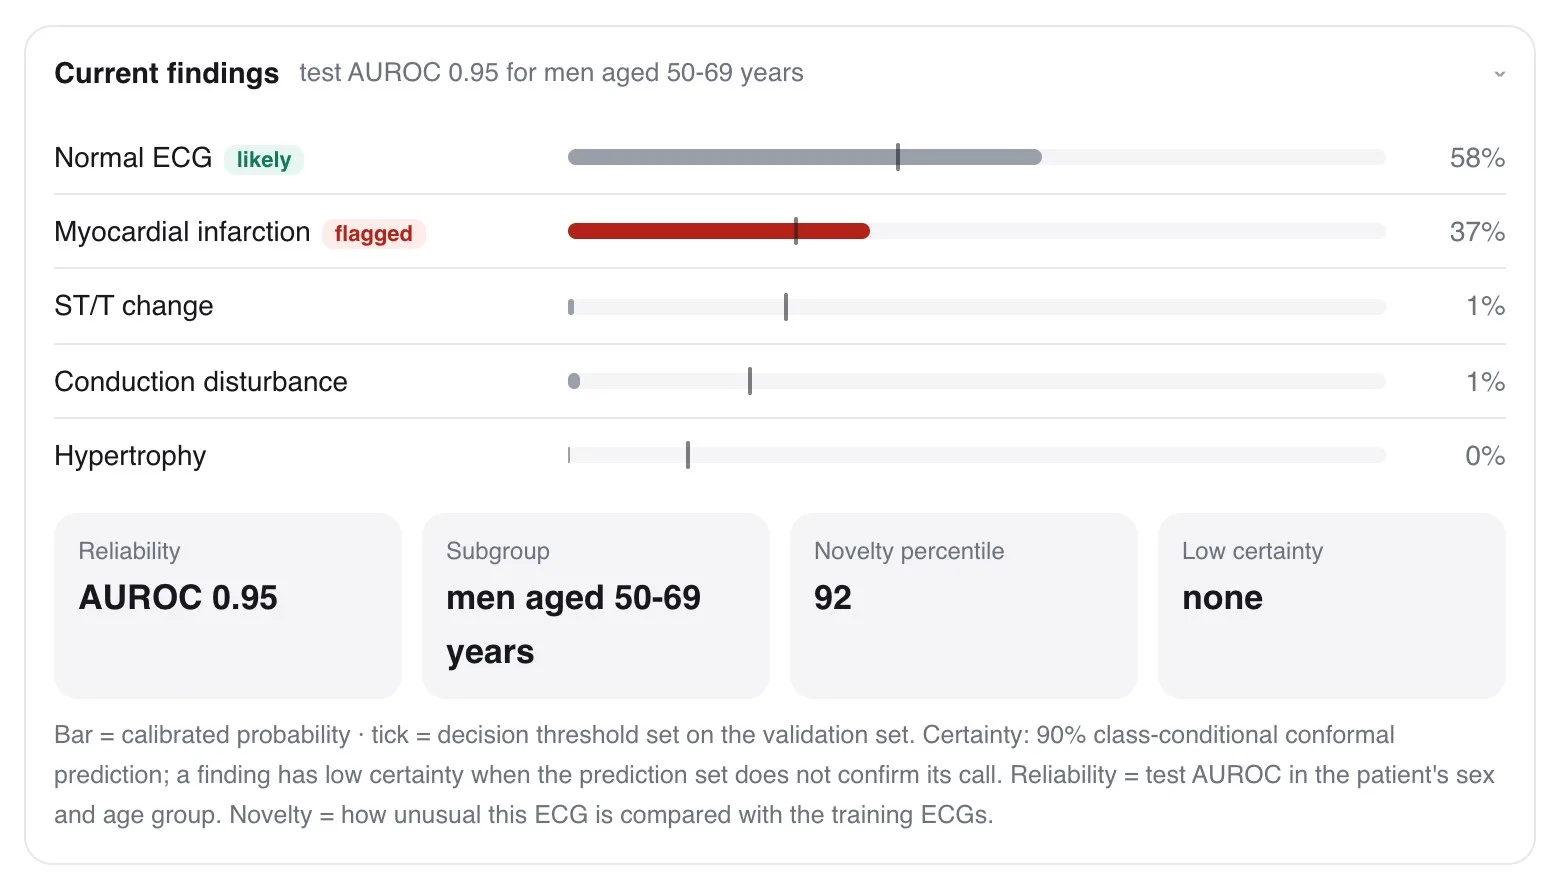 Current findings test AUROC 0.95 for men aged 50-69 years
Normal ECG likely 58%
Myocardial infarction flagged 37%
ST/T change 1%
Conduction disturbance 1%
Hypertrophy 0%
Reliability
AUROC 0.95
Subgroup
men aged 50-69
years
Novelty percentile
92
Low certainty
none
Bar = calibrated probability · tick = decision threshold set on the validation set. Certainty: 90% class-conditional conformal
prediction; a finding has low certainty when the prediction set does not confirm its call. Reliability = test AUROC in the patient's sex
and age group. Novelty = how unusual this ECG is compared with the training ECGs.